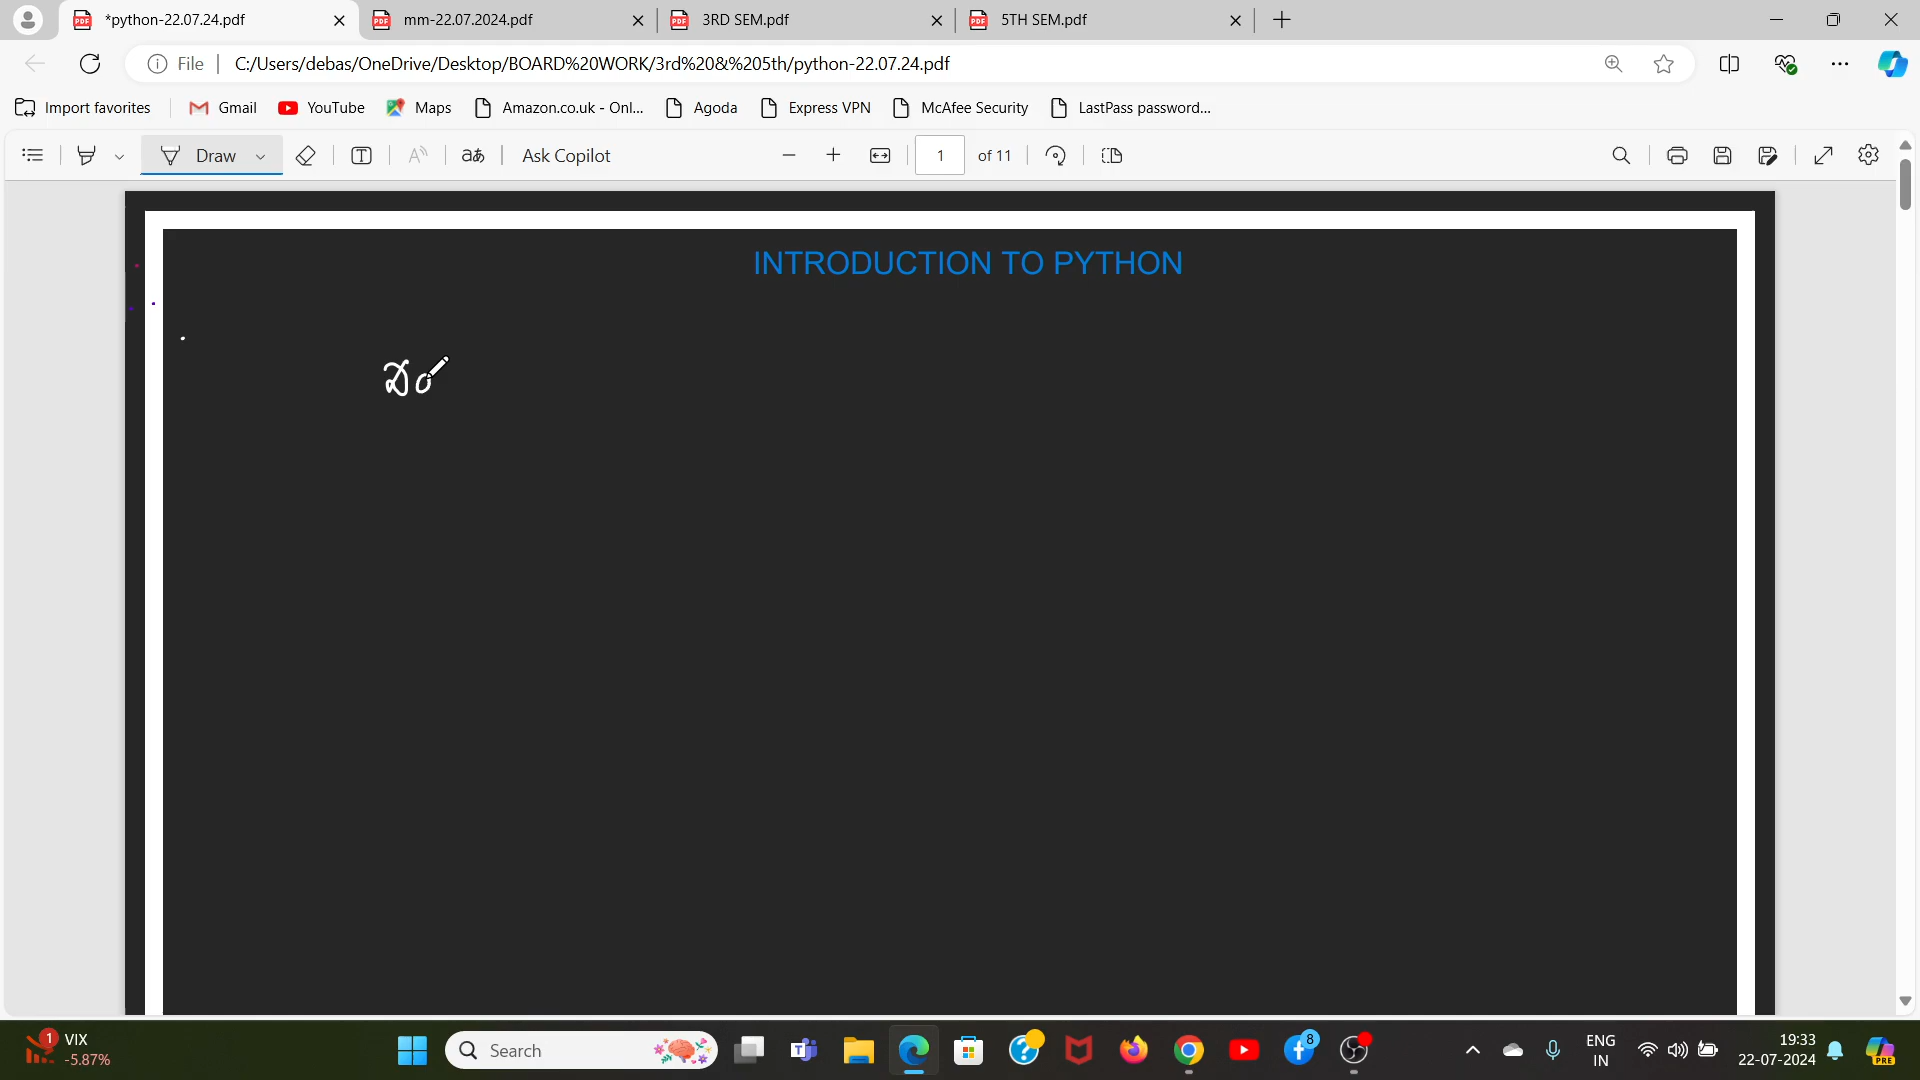 *python-22.07.24.pdf
mm-22.07.2024.pdf
3RD SEM.pdf
5TH SEM.pdf
File
C:/Users/debas/OneDrive/Desktop/BOARD%20WORK/3rd%20&%205th/python-22.07.24.pdf
Import favorites
Gmail
YouTube
Maps
Amazon.co.uk - Onl...
Agoda
Express VPN
McAfee Security
LastPass password...
Draw
Ask Copilot
1 of 11
INTRODUCTION TO PYTHON
1
VIX
-5.87%
Search
8
ENG
IN
19:33
22-07-2024
PRE